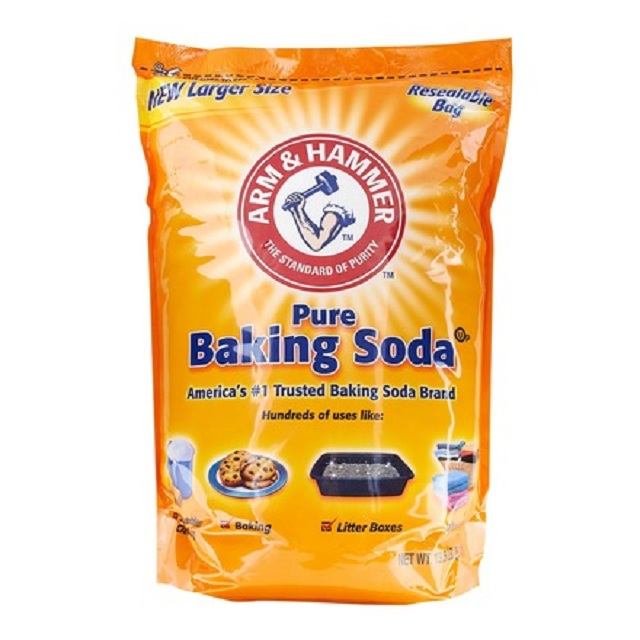 NEW Larger Size
Resealable
Bag
ARM & HAMMER
TM
THE STANDARD OF PURITY
TM
Pure
Baking Soda
America's #1 Trusted Baking Soda Brand
Hundreds of uses like:
Baking
Litter Boxes
NET WT.